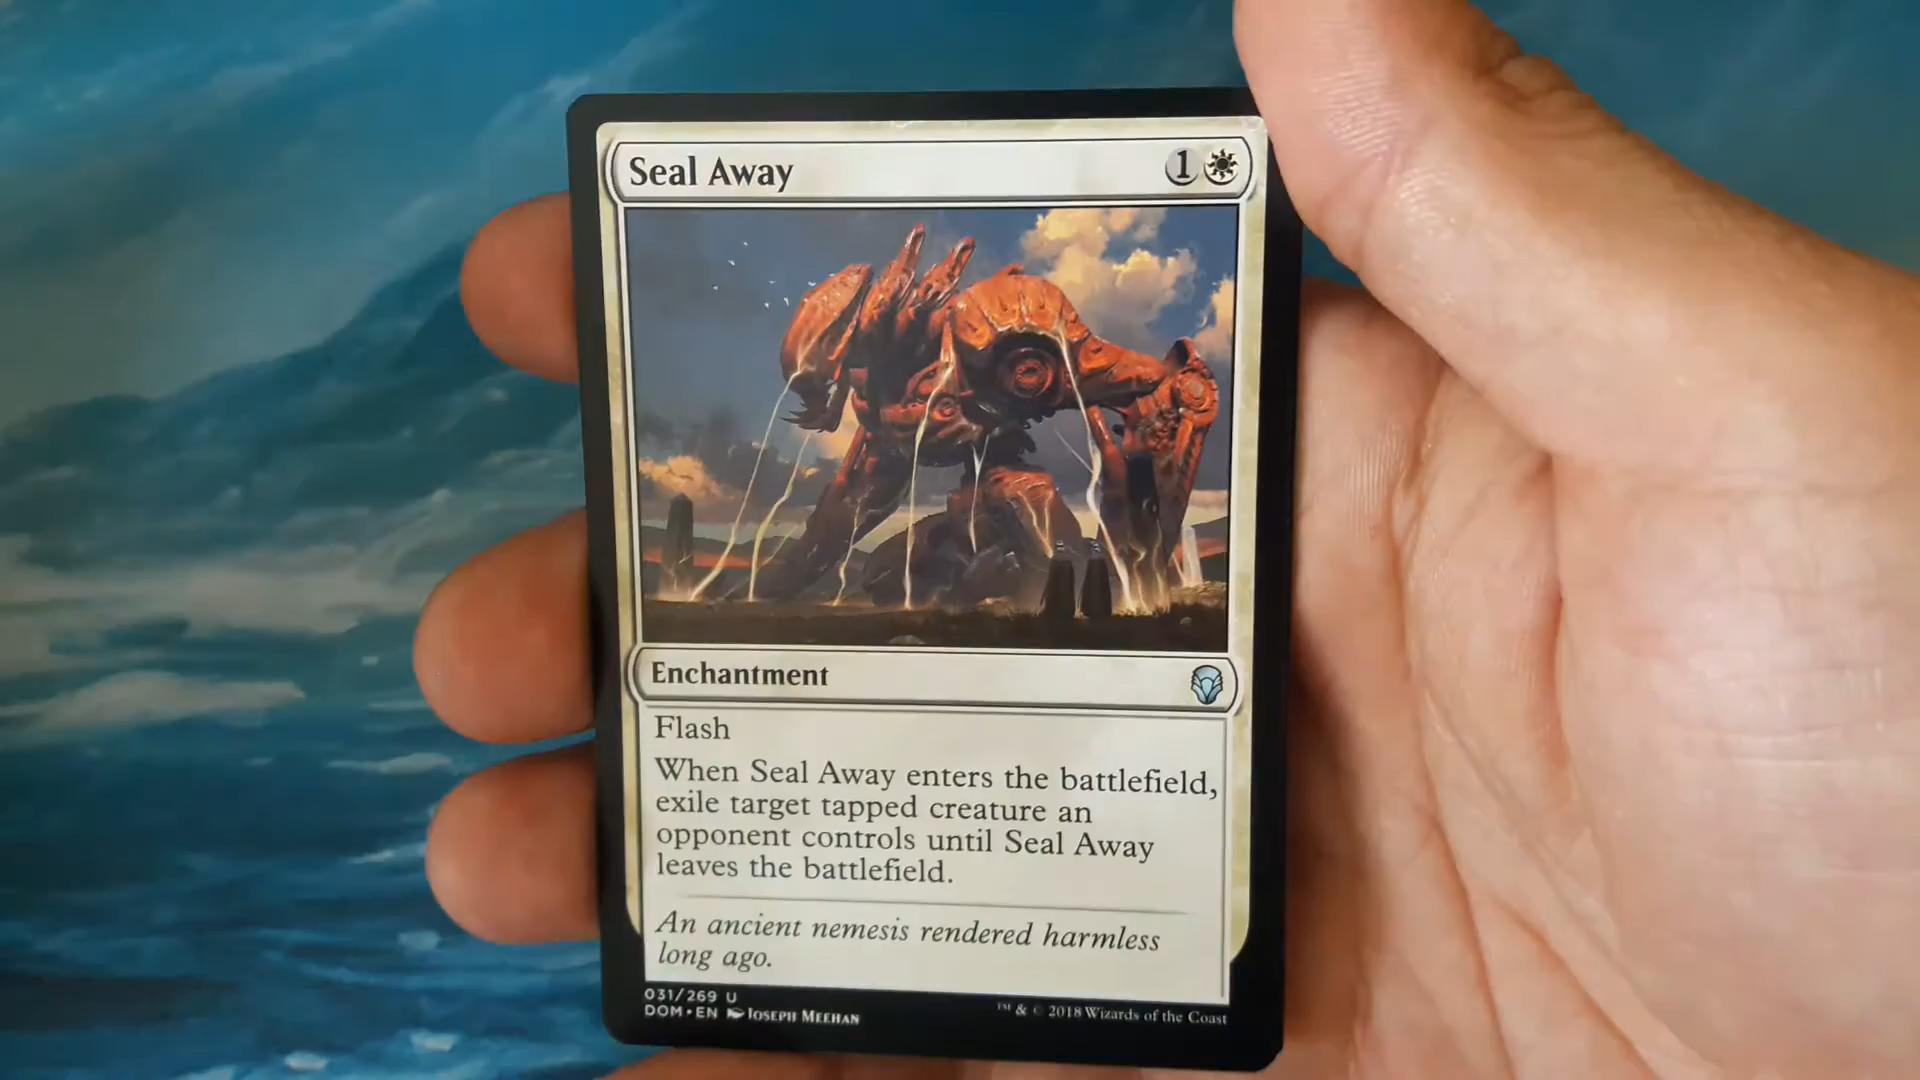 Seal Away 1
Enchantment
Flash
When Seal Away enters the battlefield,
exile target tapped creature an
opponent controls until Seal Away
leaves the battlefield.
An ancient nemesis rendered harmless
long ago.
031/269 U
DOM • EN Joseph Meehan
™ & © 2018 Wizards of the Coast